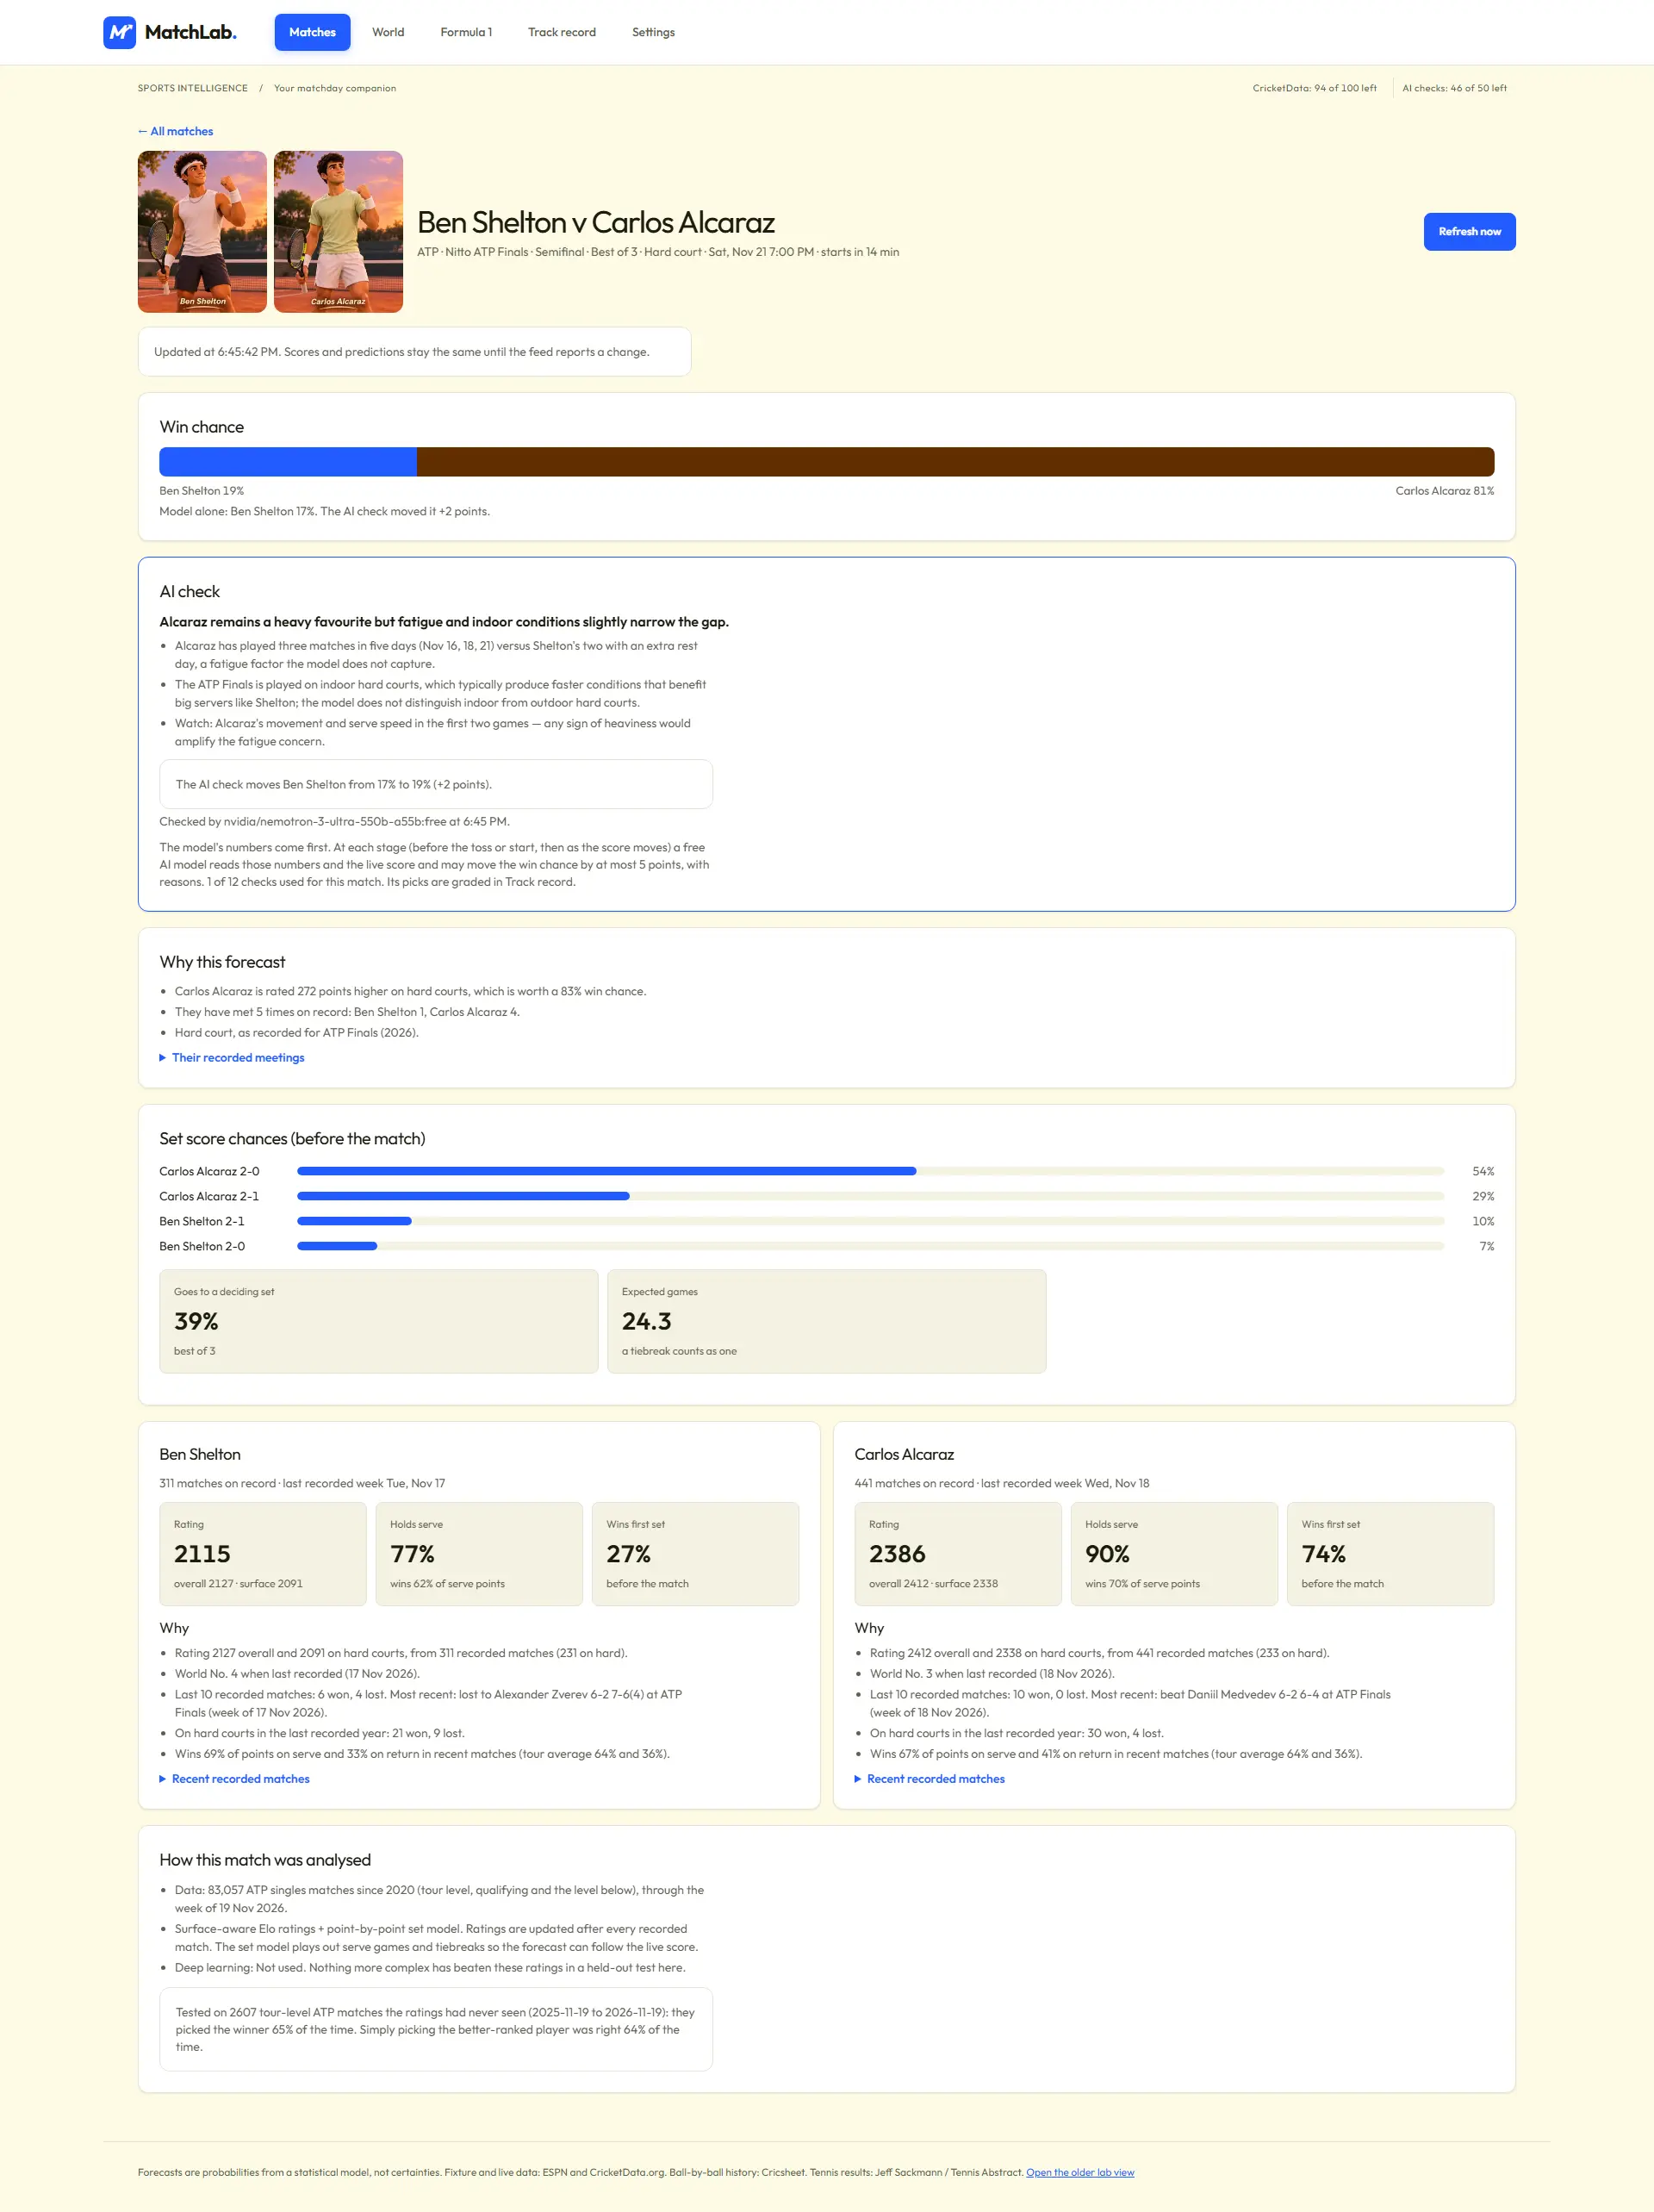 MatchLab.
Matches
World
Formula 1
Track record
Settings
SPORTS INTELLIGENCE / Your matchday companion
CricketData: 94 of 100 left
AI checks: 46 of 50 left
← All matches
Ben Shelton
Carlos Alcaraz
Ben Shelton v Carlos Alcaraz
ATP · Nitto ATP Finals · Semifinal · Best of 3 · Hard court · Sat, Nov 21 7:00 PM · starts in 14 min
Refresh now
Updated at 6:45:42 PM. Scores and predictions stay the same until the feed reports a change.
Win chance
Ben Shelton 19%
Carlos Alcaraz 81%
Model alone: Ben Shelton 17%. The AI check moved it +2 points.
AI check
Alcaraz remains a heavy favourite but fatigue and indoor conditions slightly narrow the gap.
• Alcaraz has played three matches in five days (Nov 16, 18, 21) versus Shelton's two with an extra rest
day, a fatigue factor the model does not capture.
• The ATP Finals is played on indoor hard courts, which typically produce faster conditions that benefit
big servers like Shelton; the model does not distinguish indoor from outdoor hard courts.
• Watch: Alcaraz's movement and serve speed in the first two games — any sign of heaviness would
amplify the fatigue concern.
The AI check moves Ben Shelton from 17% to 19% (+2 points).
Checked by nvidia/nemotron-3-ultra-550b-a55b:free at 6:45 PM.
The model's numbers come first. At each stage (before the toss or start, then as the score moves) a free
AI model reads those numbers and the live score and may move the win chance by at most 5 points, with
reasons. 1 of 12 checks used for this match. Its picks are graded in Track record.
Why this forecast
• Carlos Alcaraz is rated 272 points higher on hard courts, which is worth a 83% win chance.
• They have met 5 times on record: Ben Shelton 1, Carlos Alcaraz 4.
• Hard court, as recorded for ATP Finals (2026).
▶ Their recorded meetings
Set score chances (before the match)
Carlos Alcaraz 2-0 54%
Carlos Alcaraz 2-1 29%
Ben Shelton 2-1 10%
Ben Shelton 2-0 7%
Goes to a deciding set
39%
best of 3
Expected games
24.3
a tiebreak counts as one
Ben Shelton
311 matches on record · last recorded week Tue, Nov 17
Rating
2115
overall 2127 · surface 2091
Holds serve
77%
wins 62% of serve points
Wins first set
27%
before the match
Why
• Rating 2127 overall and 2091 on hard courts, from 311 recorded matches (231 on hard).
• World No. 4 when last recorded (17 Nov 2026).
• Last 10 recorded matches: 6 won, 4 lost. Most recent: lost to Alexander Zverev 6-2 7-6(4) at ATP
Finals (week of 17 Nov 2026).
• On hard courts in the last recorded year: 21 won, 9 lost.
• Wins 69% of points on serve and 33% on return in recent matches (tour average 64% and 36%).
▶ Recent recorded matches
Carlos Alcaraz
441 matches on record · last recorded week Wed, Nov 18
Rating
2386
overall 2412 · surface 2338
Holds serve
90%
wins 70% of serve points
Wins first set
74%
before the match
Why
• Rating 2412 overall and 2338 on hard courts, from 441 recorded matches (233 on hard).
• World No. 3 when last recorded (18 Nov 2026).
• Last 10 recorded matches: 10 won, 0 lost. Most recent: beat Daniil Medvedev 6-2 6-4 at ATP Finals
(week of 18 Nov 2026).
• On hard courts in the last recorded year: 30 won, 4 lost.
• Wins 67% of points on serve and 41% on return in recent matches (tour average 64% and 36%).
▶ Recent recorded matches
How this match was analysed
• Data: 83,057 ATP singles matches since 2020 (tour level, qualifying and the level below), through the
week of 19 Nov 2026.
• Surface-aware Elo ratings + point-by-point set model. Ratings are updated after every recorded
match. The set model plays out serve games and tiebreaks so the forecast can follow the live score.
• Deep learning: Not used. Nothing more complex has beaten these ratings in a held-out test here.
Tested on 2607 tour-level ATP matches the ratings had never seen (2025-11-19 to 2026-11-19): they
picked the winner 65% of the time. Simply picking the better-ranked player was right 64% of the
time.
Forecasts are probabilities from a statistical model, not certainties. Fixture and live data: ESPN and CricketData.org. Ball-by-ball history: Cricsheet. Tennis results: Jeff Sackmann / Tennis Abstract. Open the older lab view